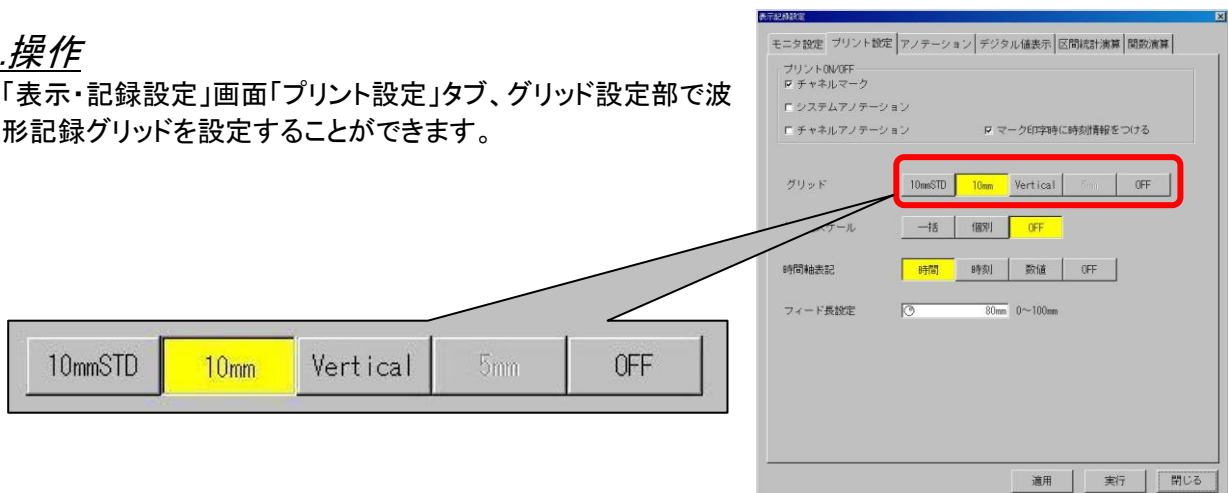 .操作
「表示・記録設定」画面「プリント設定」タブ、グリッド設定部で波
形記録グリッドを設定することができます。
10mmSTD 10mm Vertical 5mm OFF
表示記録設定
モニタ設定 プリント設定 アノテーション デジタル値表示 区間統計演算 関数演算
プリントON/OFF
チャネルマーク
システムアノテーション
チャネルアノテーション マーク印字時に時刻情報をつける
グリッド 10mmSTD 10mm Vertical 5mm OFF
スケール 一括 個別 OFF
時間軸表記 時間 時刻 数値 OFF
フィード長設定 80mm 0～100mm
適用 実行 閉じる